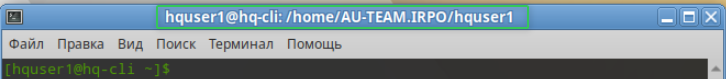 hquser1@hq-cli: /home/AU-TEAM.IRPO/hquser1
Файл Правка Вид Поиск Терминал Помощь
[hquser1@hq-cli ~]$